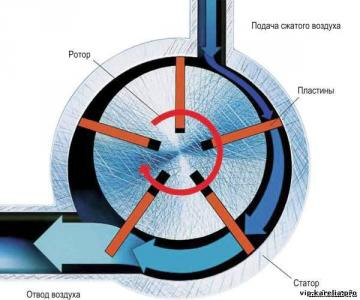 Подача сжатого воздуха
Ротор
Пластины
Статор
Отвод воздуха